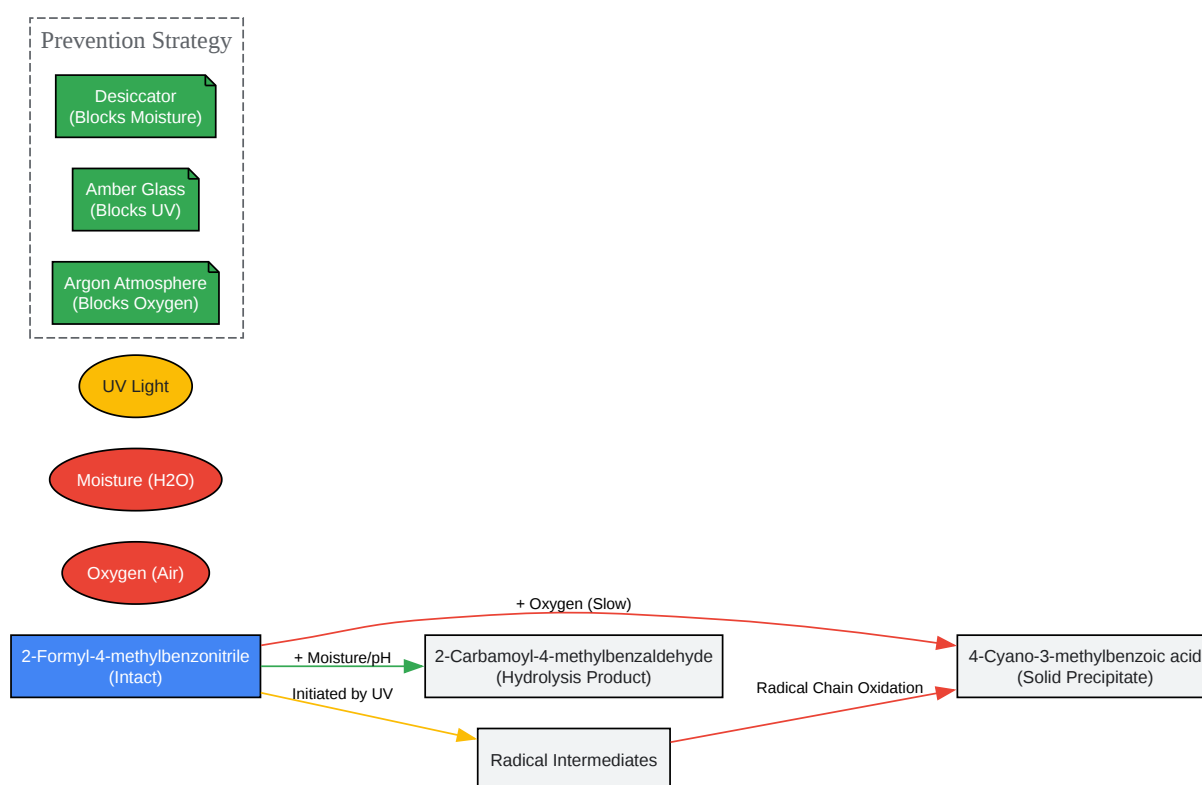 Prevention Strategy
Desiccator
(Blocks Moisture)
Amber Glass
(Blocks UV)
Argon Atmosphere
(Blocks Oxygen)
UV Light
Moisture (H2O)
Oxygen (Air)
+ Oxygen (Slow)
2-Formyl-4-methylbenzonitrile
(Intact)
+ Moisture/pH
2-Carbamoyl-4-methylbenzaldehyde
(Hydrolysis Product)
4-Cyano-3-methylbenzoic acid
(Solid Precipitate)
Initiated by UV
Radical Chain Oxidation
Radical Intermediates